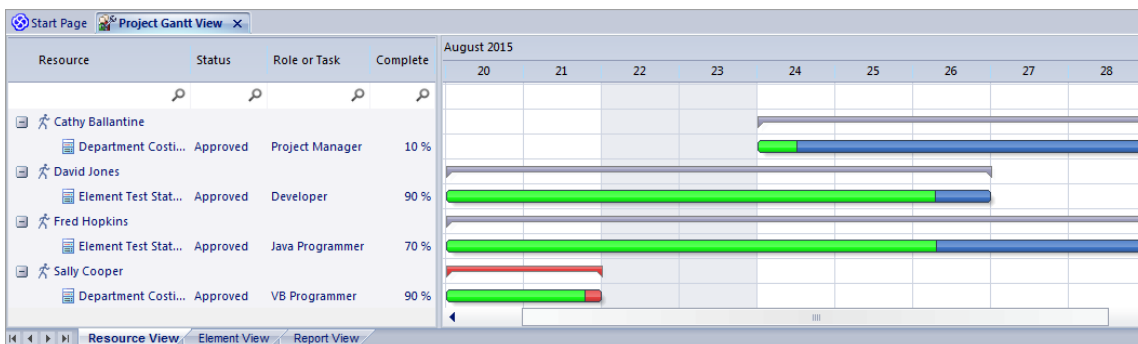 Start Page Project Gantt View X
August 2015
Resource Status Role or Task Complete
20 21 22 23 24 25 26 27 28
Cathy Ballantine
Department Costi... Approved Project Manager 10 %
David Jones
Element Test Stat... Approved Developer 90 %
Fred Hopkins
Element Test Stat... Approved Java Programmer 70 %
Sally Cooper
Department Costi... Approved VB Programmer 90 %
Resource View Element View Report View